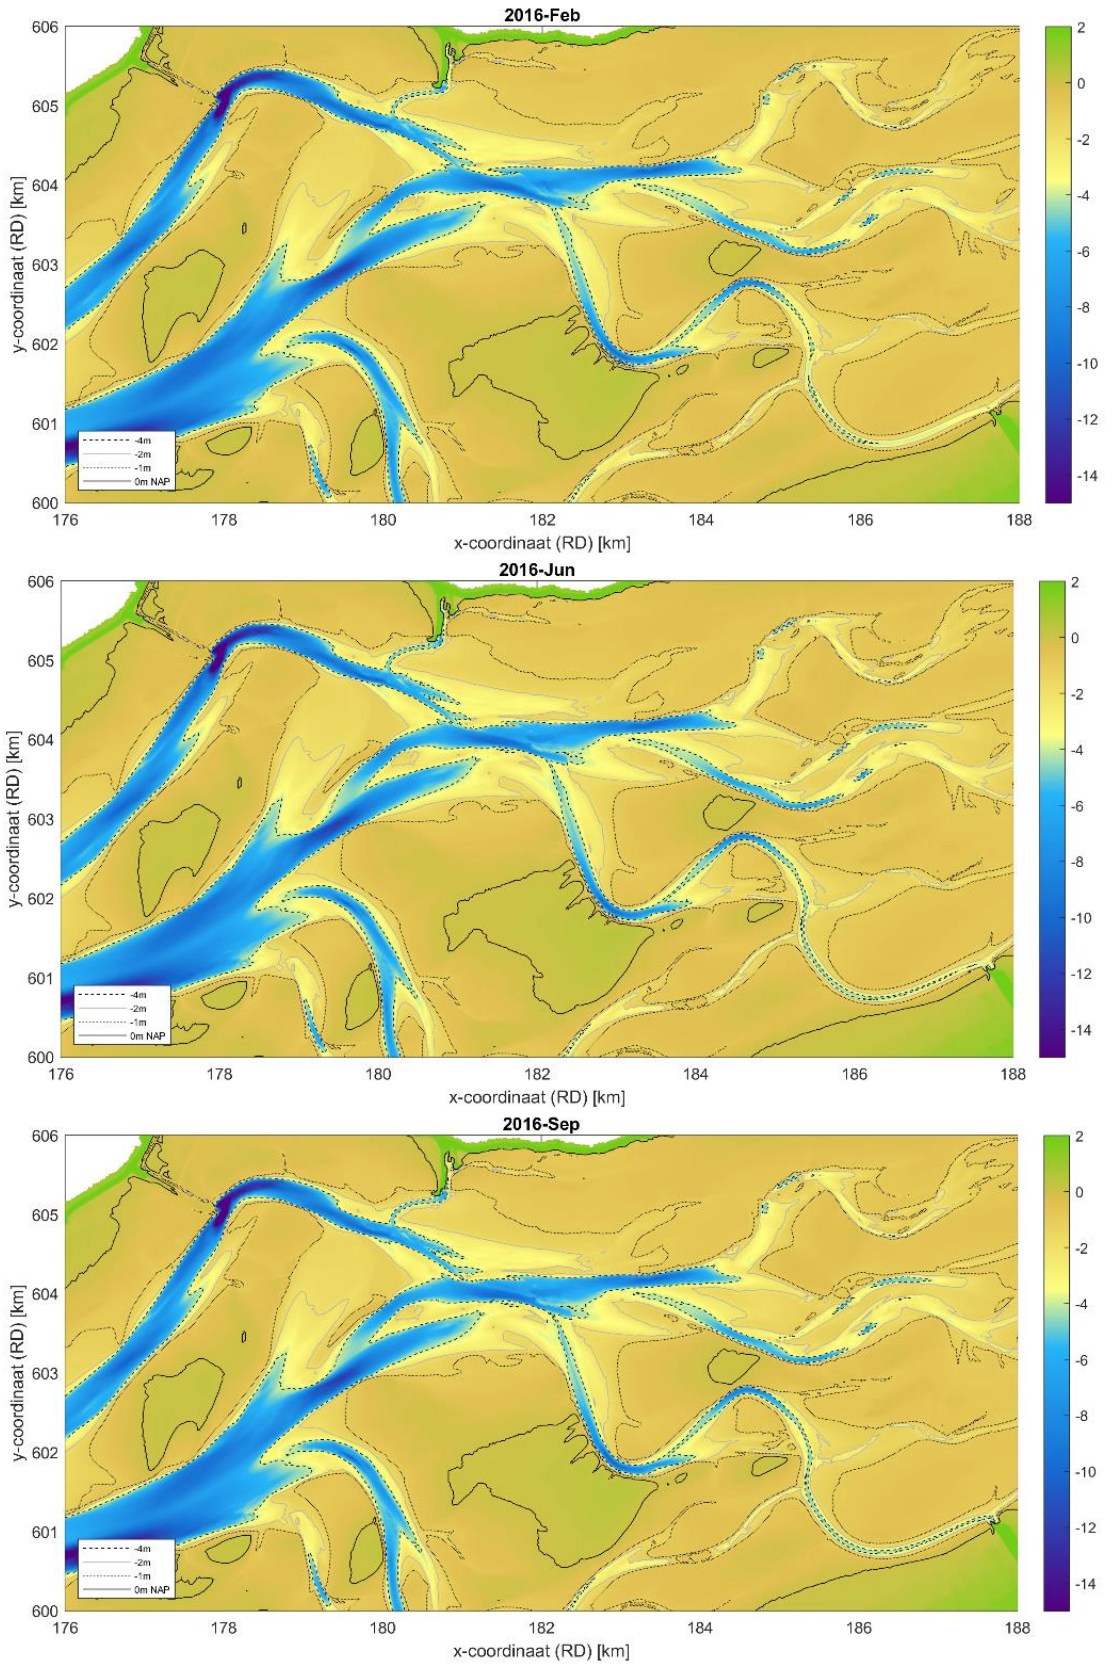 2016-Feb
606
605
604
603
602
601
600
y-coordinaat (RD) [km]
-4m
-2m
-1m
0m NAP
176 178 180 182 184 186 188
x-coordinaat (RD) [km]
2
0
-2
-4
-6
-8
-10
-12
-14
2016-Jun
606
605
604
603
602
601
600
y-coordinaat (RD) [km]
-4m
-2m
-1m
0m NAP
176 178 180 182 184 186 188
x-coordinaat (RD) [km]
2
0
-2
-4
-6
-8
-10
-12
-14
2016-Sep
606
605
604
603
602
601
600
y-coordinaat (RD) [km]
-4m
-2m
-1m
0m NAP
176 178 180 182 184 186 188
x-coordinaat (RD) [km]
2
0
-2
-4
-6
-8
-10
-12
-14